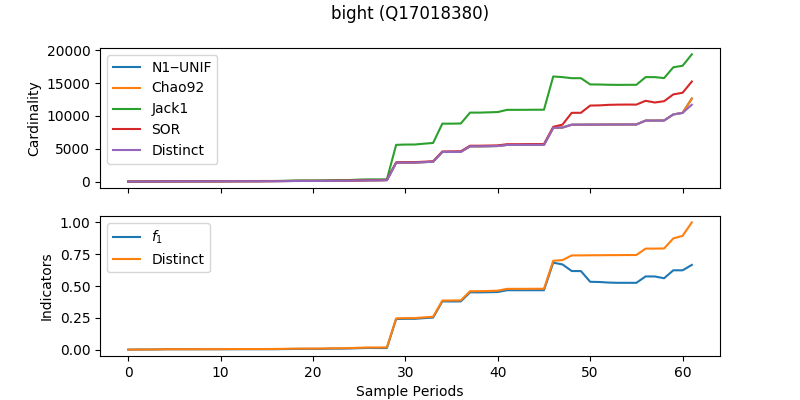 bight (Q17018380)
20000
15000
10000
5000
0
Cardinality
N1−UNIF
Chao92
Jack1
SOR
Distinct
1.00
0.75
0.50
0.25
0.00
Indicators
f1
Distinct
0 10 20 30 40 50 60
Sample Periods